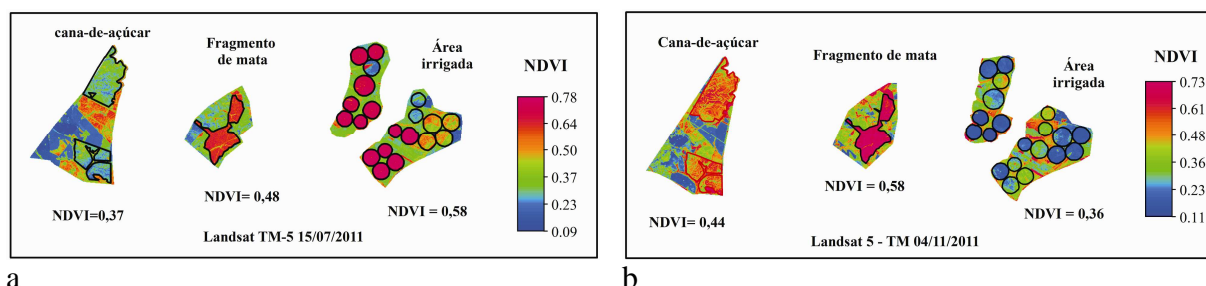 cana-de-açúcar
Fragmento
de mata
Área
irrigada
NDVI
0.78
0.64
0.50
0.37
0.23
0.09
NDVI=0,37
NDVI= 0,48
NDVI = 0,58
Landsat TM-5 15/07/2011
a
Cana-de-açúcar
Fragmento de mata
Área
irrigada
NDVI
0.73
0.61
0.48
0.36
0.23
0.11
NDVI= 0,44
NDVI= 0,58
NDVI = 0,36
Landsat 5 - TM 04/11/2011
b